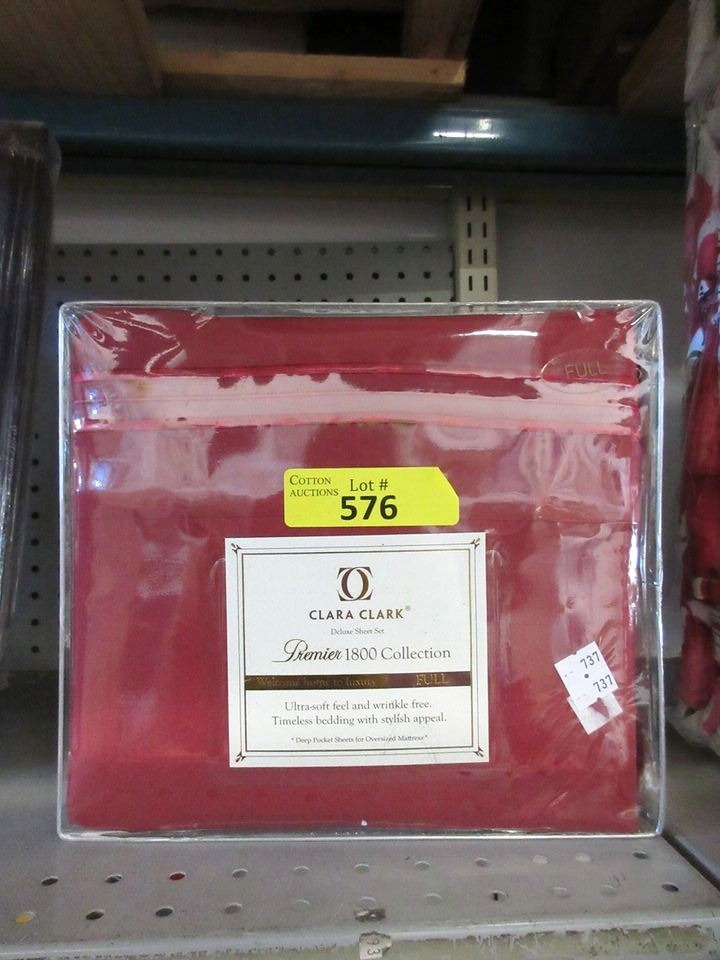 FULL
COTTON
AUCTIONS
Lot #
576
CLARA CLARK®
Deluxe Sheet Set
Premier 1800 Collection
Welcome home to luxury
FULL
Ultra-soft feel and wrinkle free.
Timeless bedding with stylish appeal.
*Deep Pocket Sheets for Oversized Mattress*
737
737
93